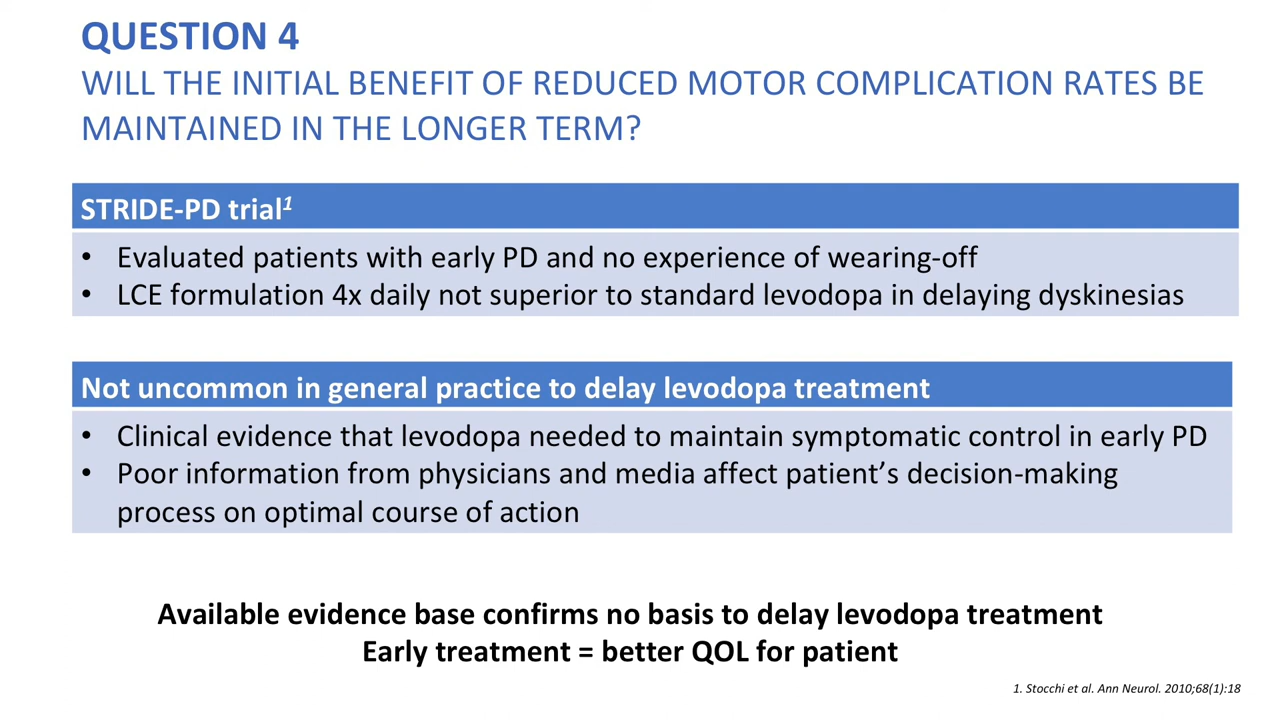 QUESTION 4
WILL THE INITIAL BENEFIT OF REDUCED MOTOR COMPLICATION RATES BE
MAINTAINED IN THE LONGER TERM?
STRIDE-PD trial1
• Evaluated patients with early PD and no experience of wearing-off
• LCE formulation 4x daily not superior to standard levodopa in delaying dyskinesias
Not uncommon in general practice to delay levodopa treatment
• Clinical evidence that levodopa needed to maintain symptomatic control in early PD
• Poor information from physicians and media affect patient’s decision-making
process on optimal course of action
Available evidence base confirms no basis to delay levodopa treatment
Early treatment = better QOL for patient
1. Stocchi et al. Ann Neurol. 2010;68(1):18